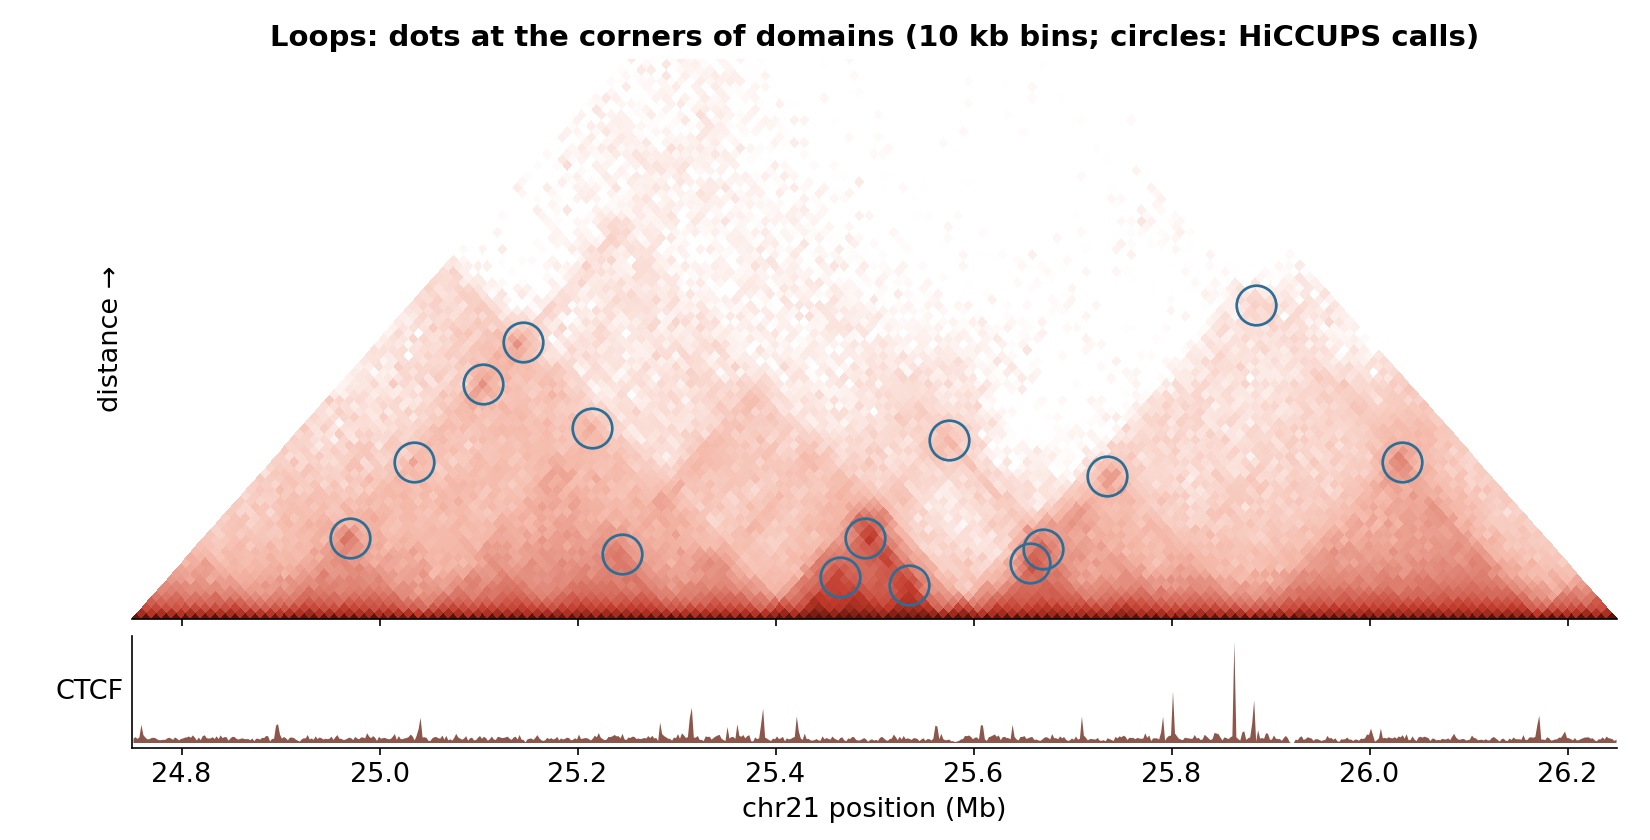 Loops: dots at the corners of domains (10 kb bins; circles: HiCCUPS calls)
distance →
CTCF
24.8 25.0 25.2 25.4 25.6 25.8 26.0 26.2
chr21 position (Mb)